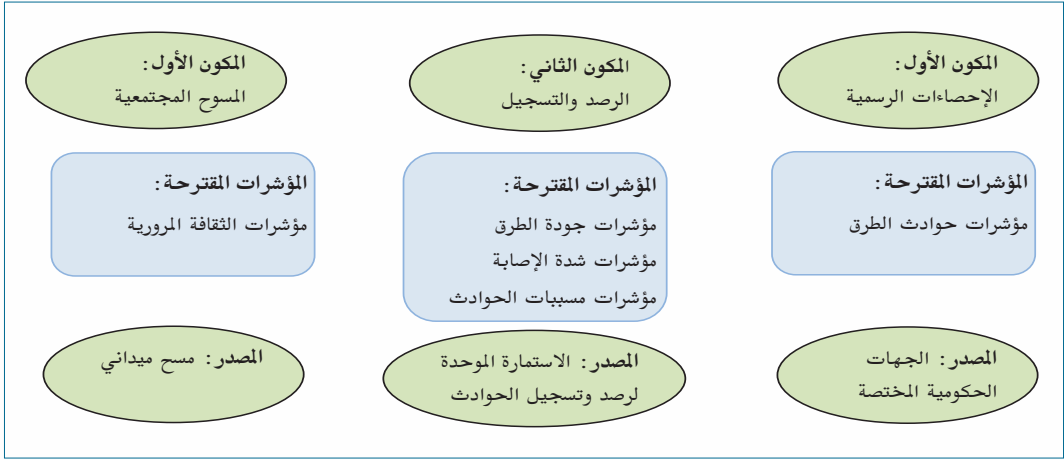 المكون الأول:
الإحصاءات الرسمية
المؤشرات المقترحة:
مؤشرات حوادث الطرق
المصدر: الجهات
الحكومية المختصة
المكون الثاني:
الرصد والتسجيل
المؤشرات المقترحة:
مؤشرات جودة الطرق
مؤشرات شدة الإصابة
مؤشرات مسببات الحوادث
المصدر: الاستمارة الموحدة
لرصد وتسجيل الحوادث
المكون الأول:
المسوح المجتمعية
المؤشرات المقترحة:
مؤشرات الثقافة المرورية
المصدر: مسح ميداني